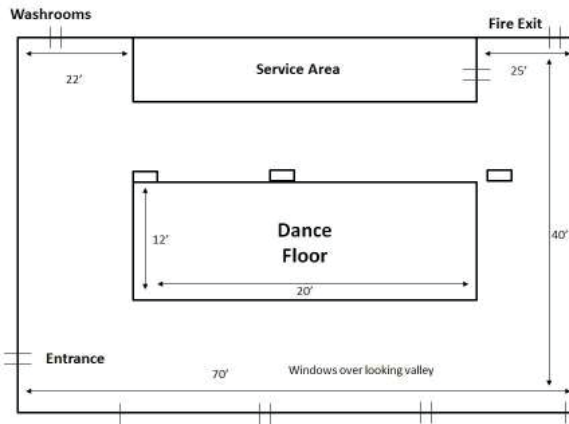 Washrooms
Fire Exit
Service Area
22’
25’
Dance
Floor
12’
40’
20’
Entrance
70’
Windows over looking valley